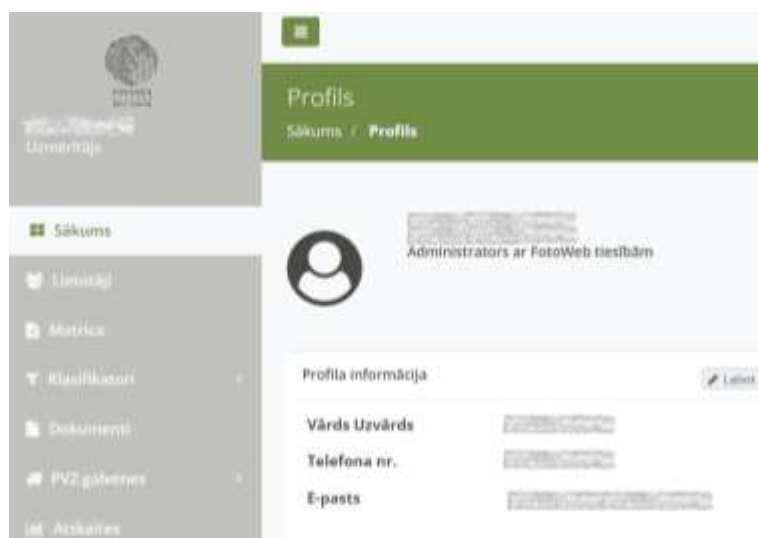 Uzmērītājs
Sākums
Lietotāji
Matrica
Klasifikatori
Dokumenti
PVZ galvenes
Atskaites
Profils
Sākums / Profils
Administrators ar FotoWeb tiesībām
Profila informācija
Labot
Vārds Uzvārds
Telefona nr.
E-pasts